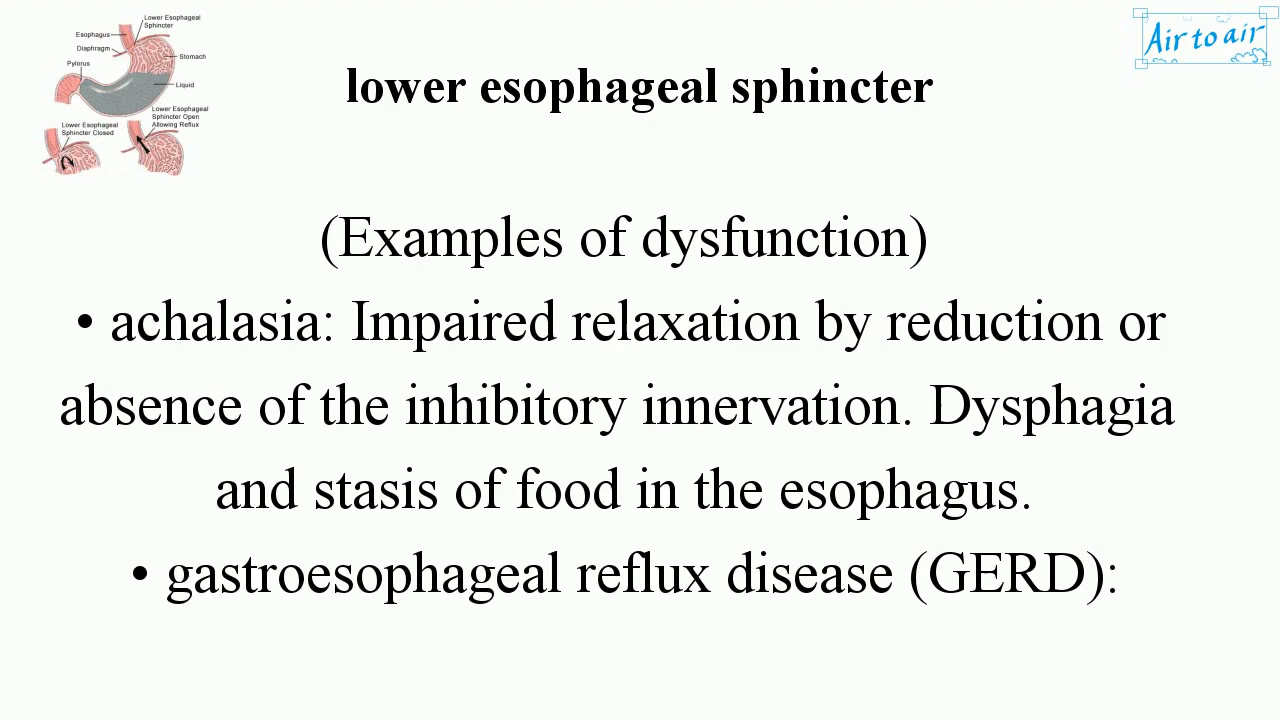 Lower Esophageal
Sphincter
Esophagus
Diaphragm
Stomach
Pylorus
Liquid
Lower Esophageal
Sphincter Open
Allowing Reflux
Lower Esophageal
Sphincter Closed
Air to air
lower esophageal sphincter
(Examples of dysfunction)
• achalasia: Impaired relaxation by reduction or
absence of the inhibitory innervation. Dysphagia
and stasis of food in the esophagus.
• gastroesophageal reflux disease (GERD):